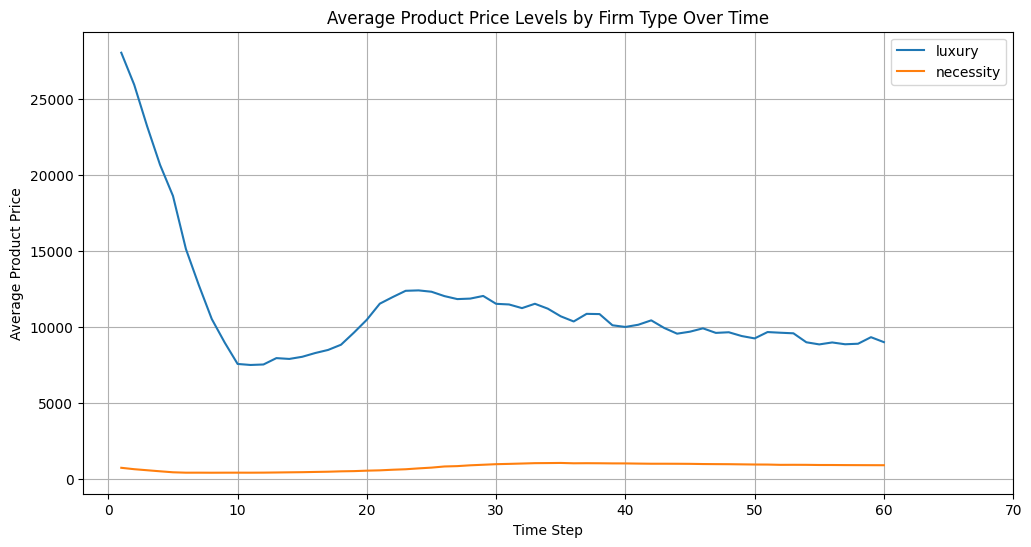 Average Product Price Levels by Firm Type Over Time
luxury
necessity
Average Product Price
25000
20000
15000
10000
5000
0
0 10 20 30 40 50 60 70
Time Step